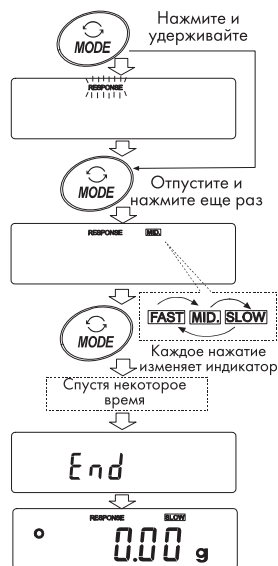 Нажмите и
удерживайте
MODE
RESPONSE
MODE
Отпустите и
нажмите еще раз
RESPONSE MID.
FAST MID. SLOW
MODE
Каждое нажатие
изменяет индикатор
Спустя некоторое
время
End
RESPONSE SLOW
o 0.00 g